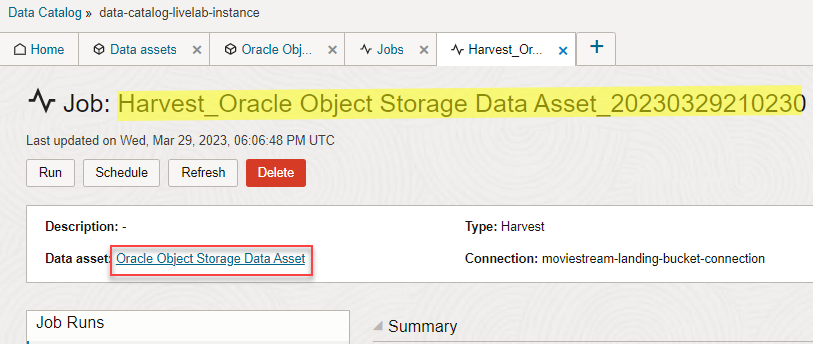 Data Catalog » data-catalog-livelab-instance
Home Data assets × Oracle Obj... × Jobs × Harvest_Or... × +
Job: Harvest_Oracle Object Storage Data Asset_20230329210230
Last updated on Wed, Mar 29, 2023, 06:06:48 PM UTC
Run Schedule Refresh Delete
Description: - Type: Harvest
Data asset: Oracle Object Storage Data Asset Connection: moviestream-landing-bucket-connection
Job Runs Summary